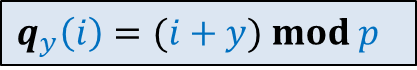 q_y(i) = (i + y) mod p